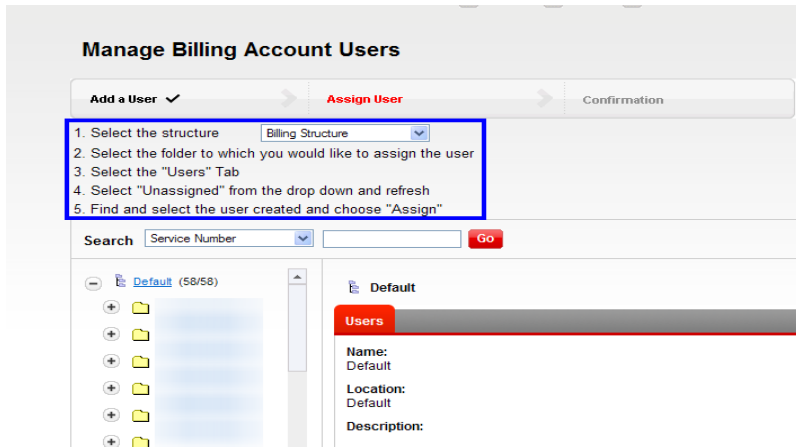 Manage Billing Account Users
Add a User
Assign User
Confirmation
1. Select the structure Billing Structure
2. Select the folder to which you would like to assign the user
3. Select the "Users" Tab
4. Select "Unassigned" from the drop down and refresh
5. Find and select the user created and choose "Assign"
Search Service Number Go
Default (58/58)
Default
Users
Name:
Default
Location:
Default
Description: